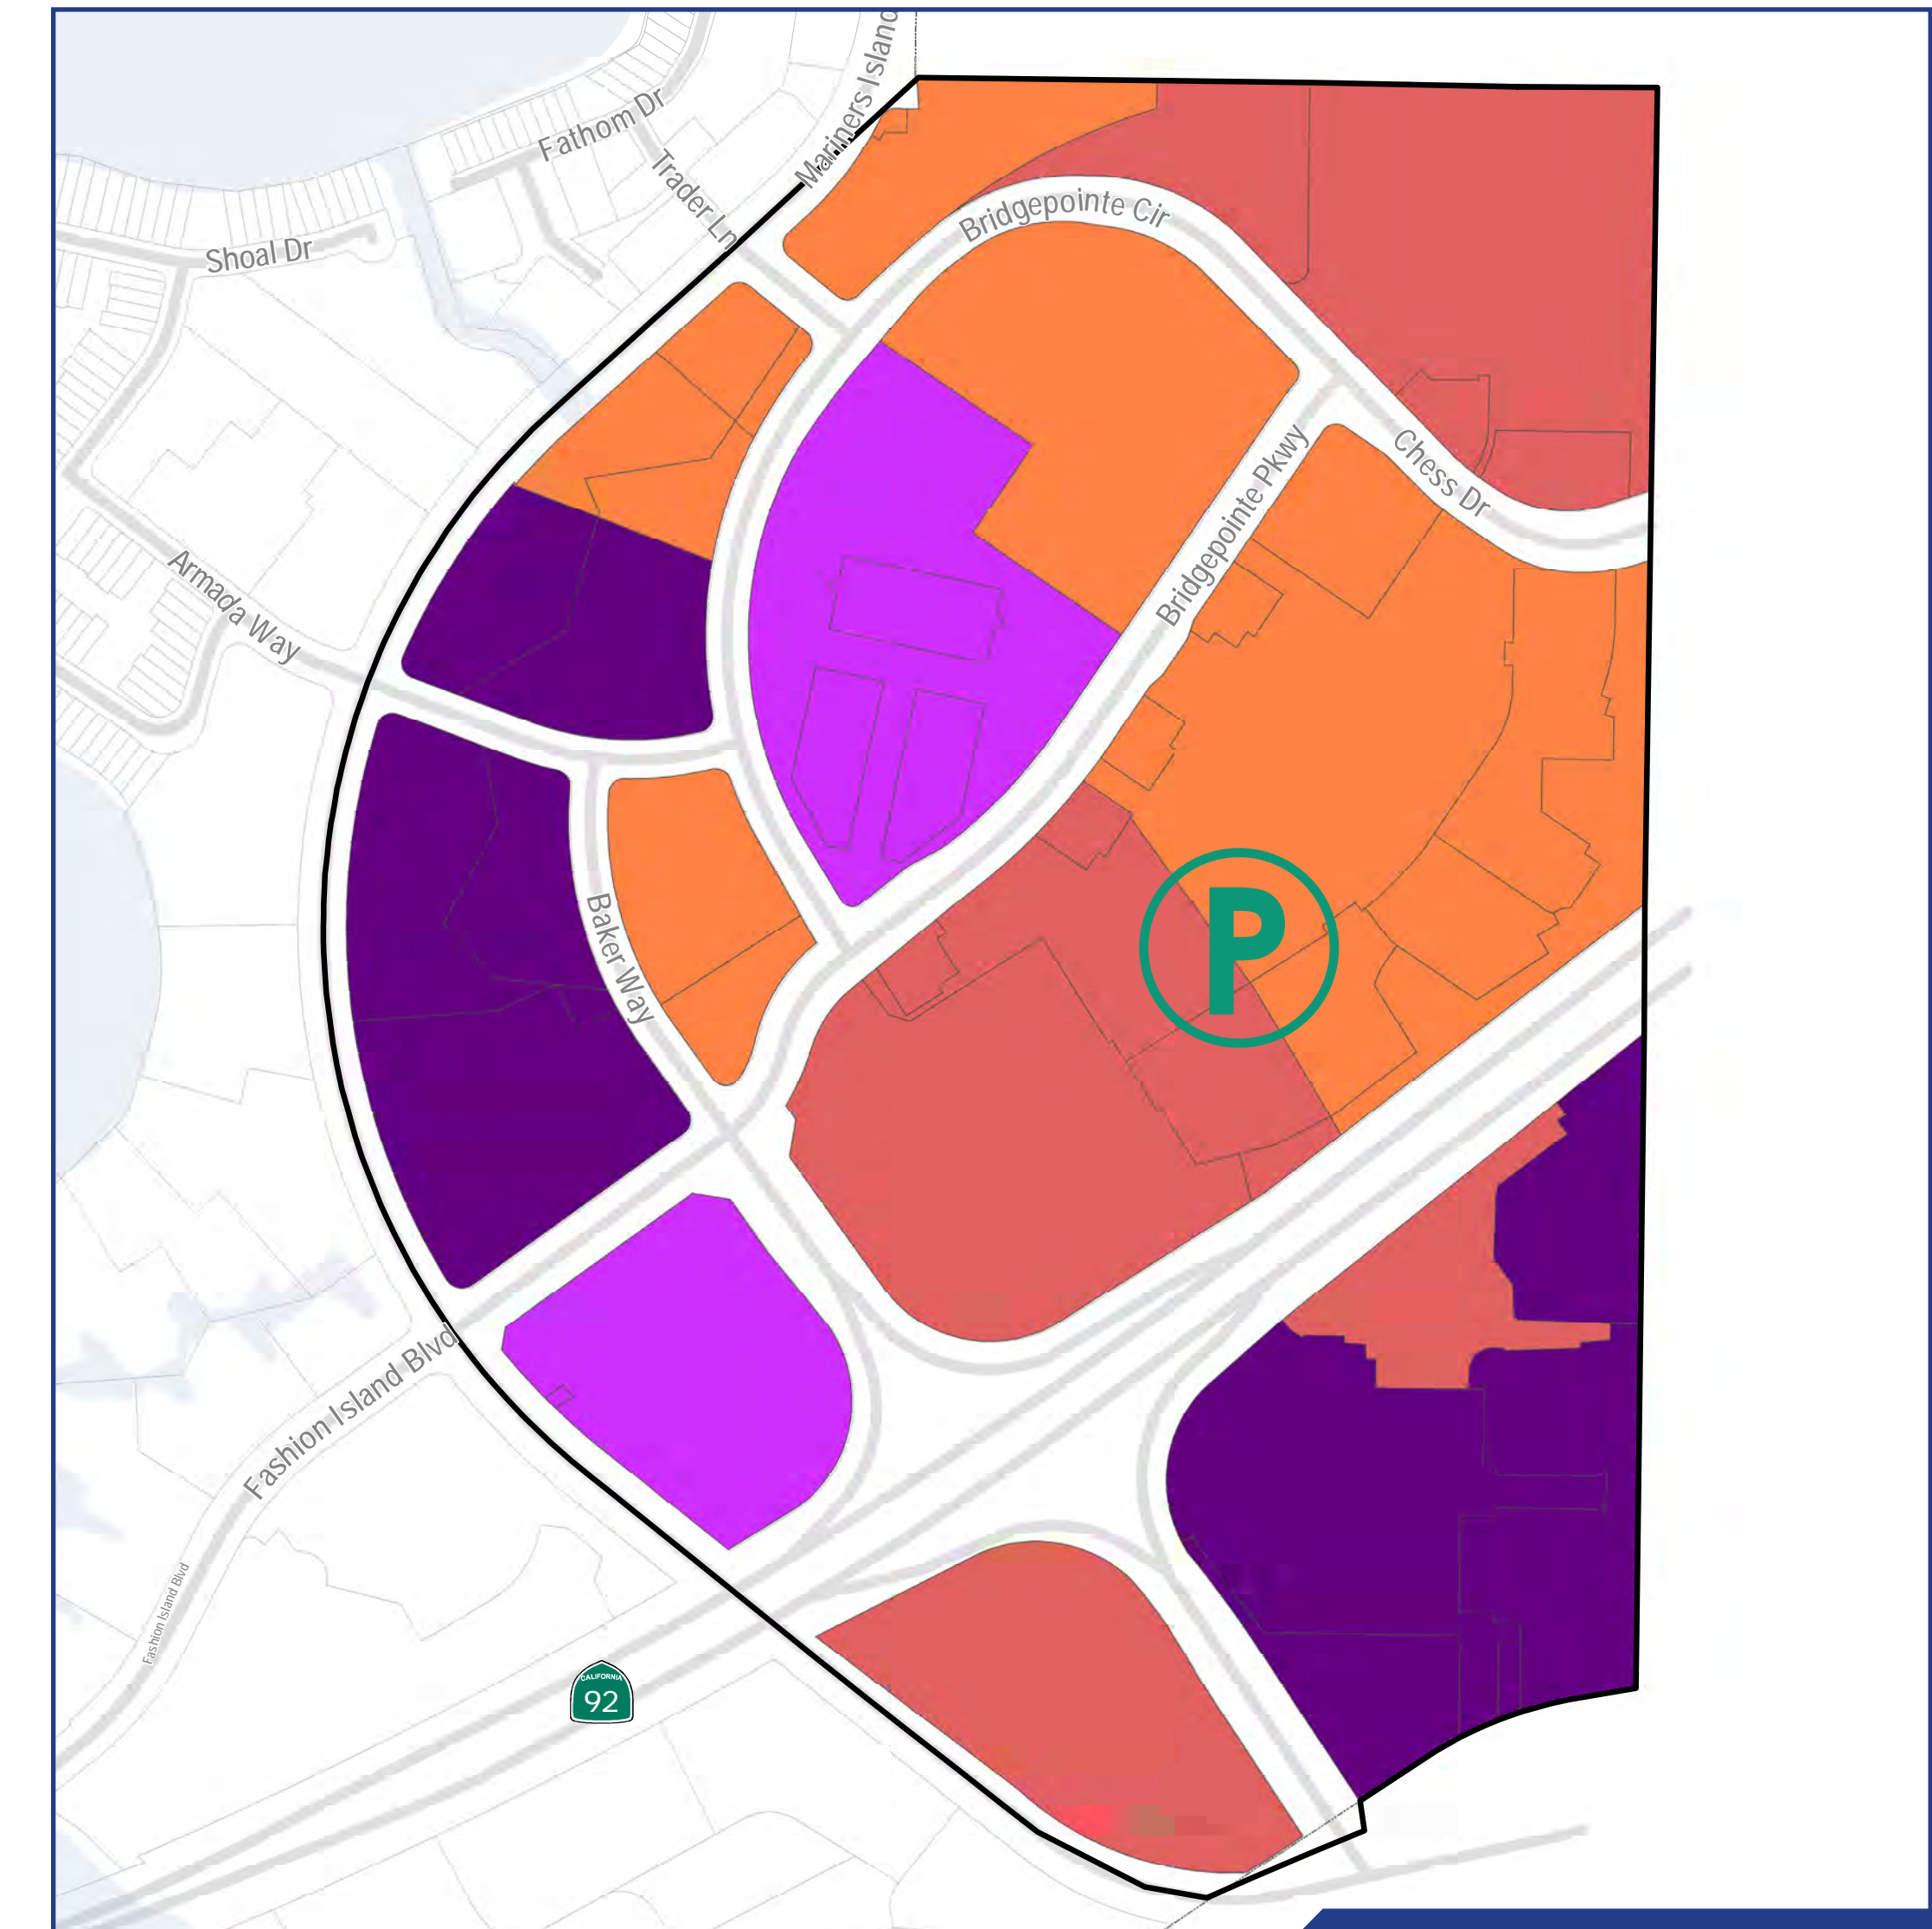 Mariners Island
Fathom Dr
Trader Ln
Bridgepointe Cir
Shoal Dr
Chess Dr
Bridgepointe Pkwy
Armada Way
P
Baker Way
Fashion Island Blvd
Fashion Island Blvd
CALIFORNIA
92